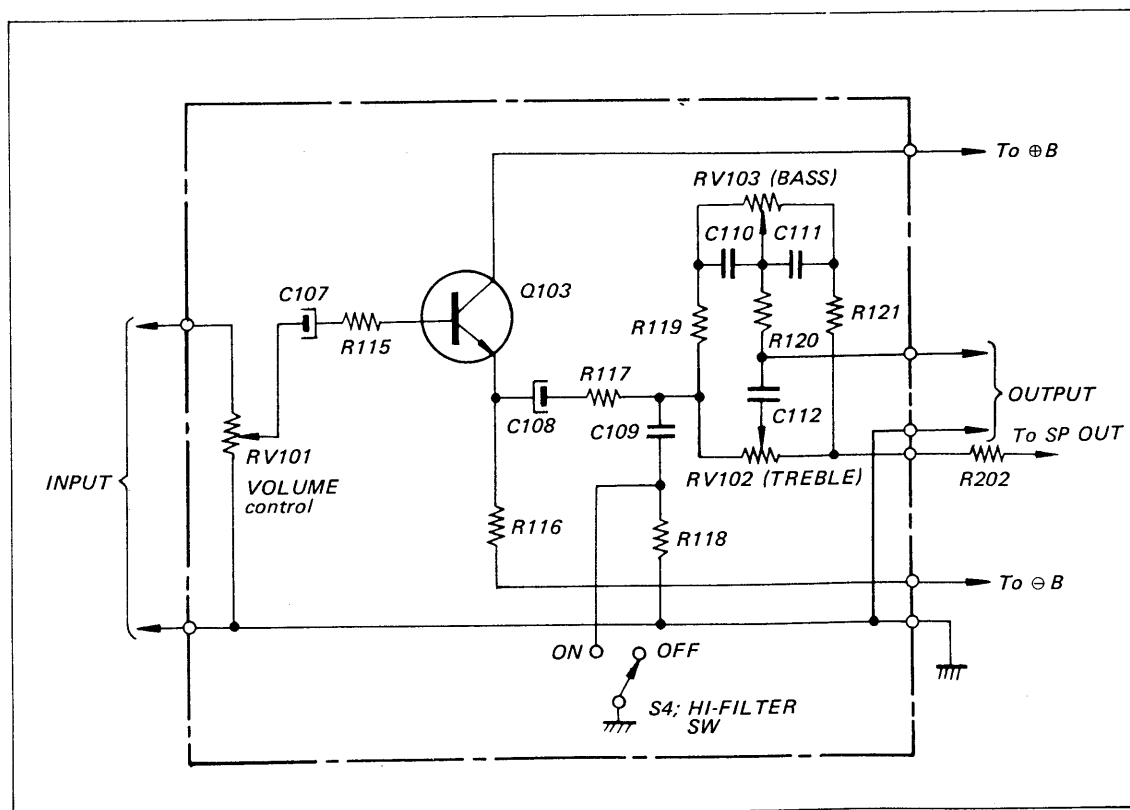 To ⊕B
RV103 (BASS)
C110
C111
C107
Q103
R115
R119
R120
R121
R117
C108
C109
C112
OUTPUT
To SP OUT
RV101
VOLUME
control
RV102 (TREBLE)
R202
INPUT
R116
R118
To ⊖B
ON
OFF
S4; HI-FILTER
SW